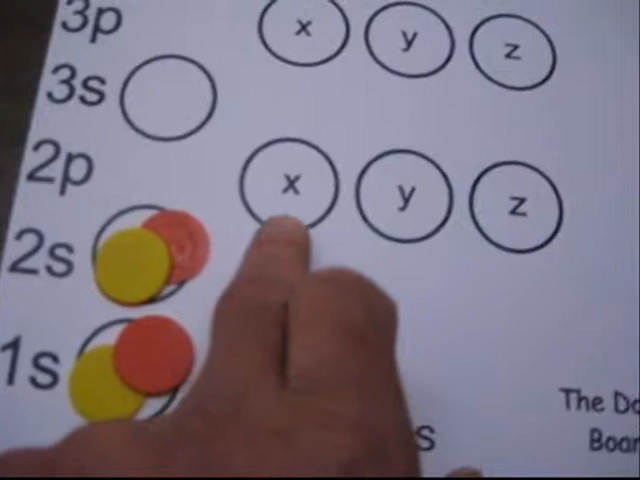 3p x y z
3s
2p x y z
2s
1s
s
The Do
Boar